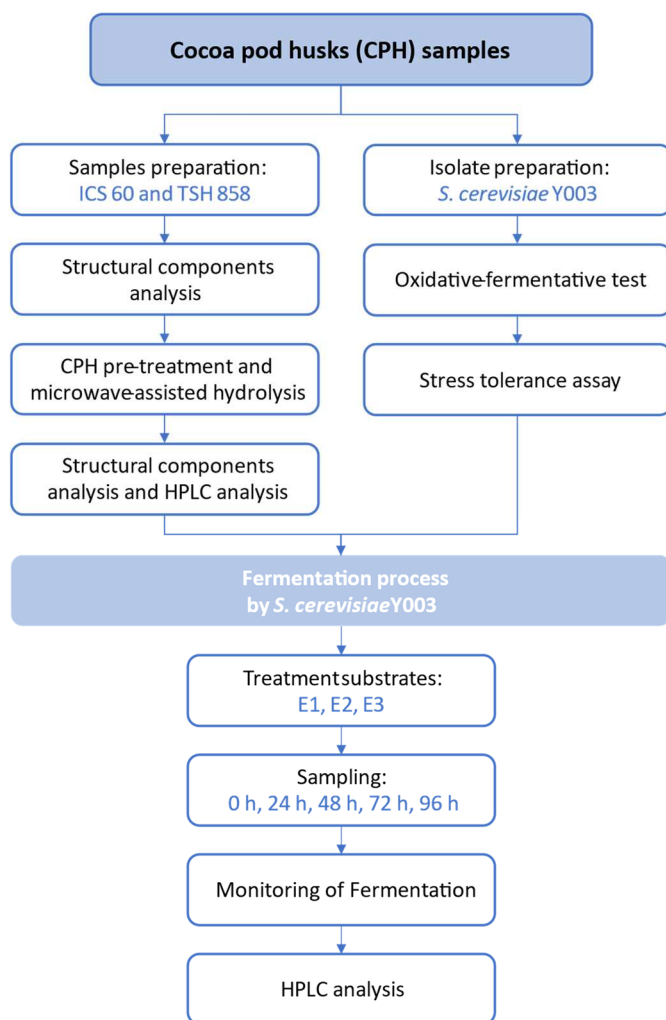 Cocoa pod husks (CPH) samples
Samples preparation:
ICS 60 and TSH 858
Structural components
analysis
CPH pre-treatment and
microwave-assisted hydrolysis
Structural components
analysis and HPLC analysis
Isolate preparation:
S. cerevisiae Y003
Oxidative-fermentative test
Stress tolerance assay
Fermentation process
by S. cerevisiaeY003
Treatment substrates:
E1, E2, E3
Sampling:
0 h, 24 h, 48 h, 72 h, 96 h
Monitoring of Fermentation
HPLC analysis